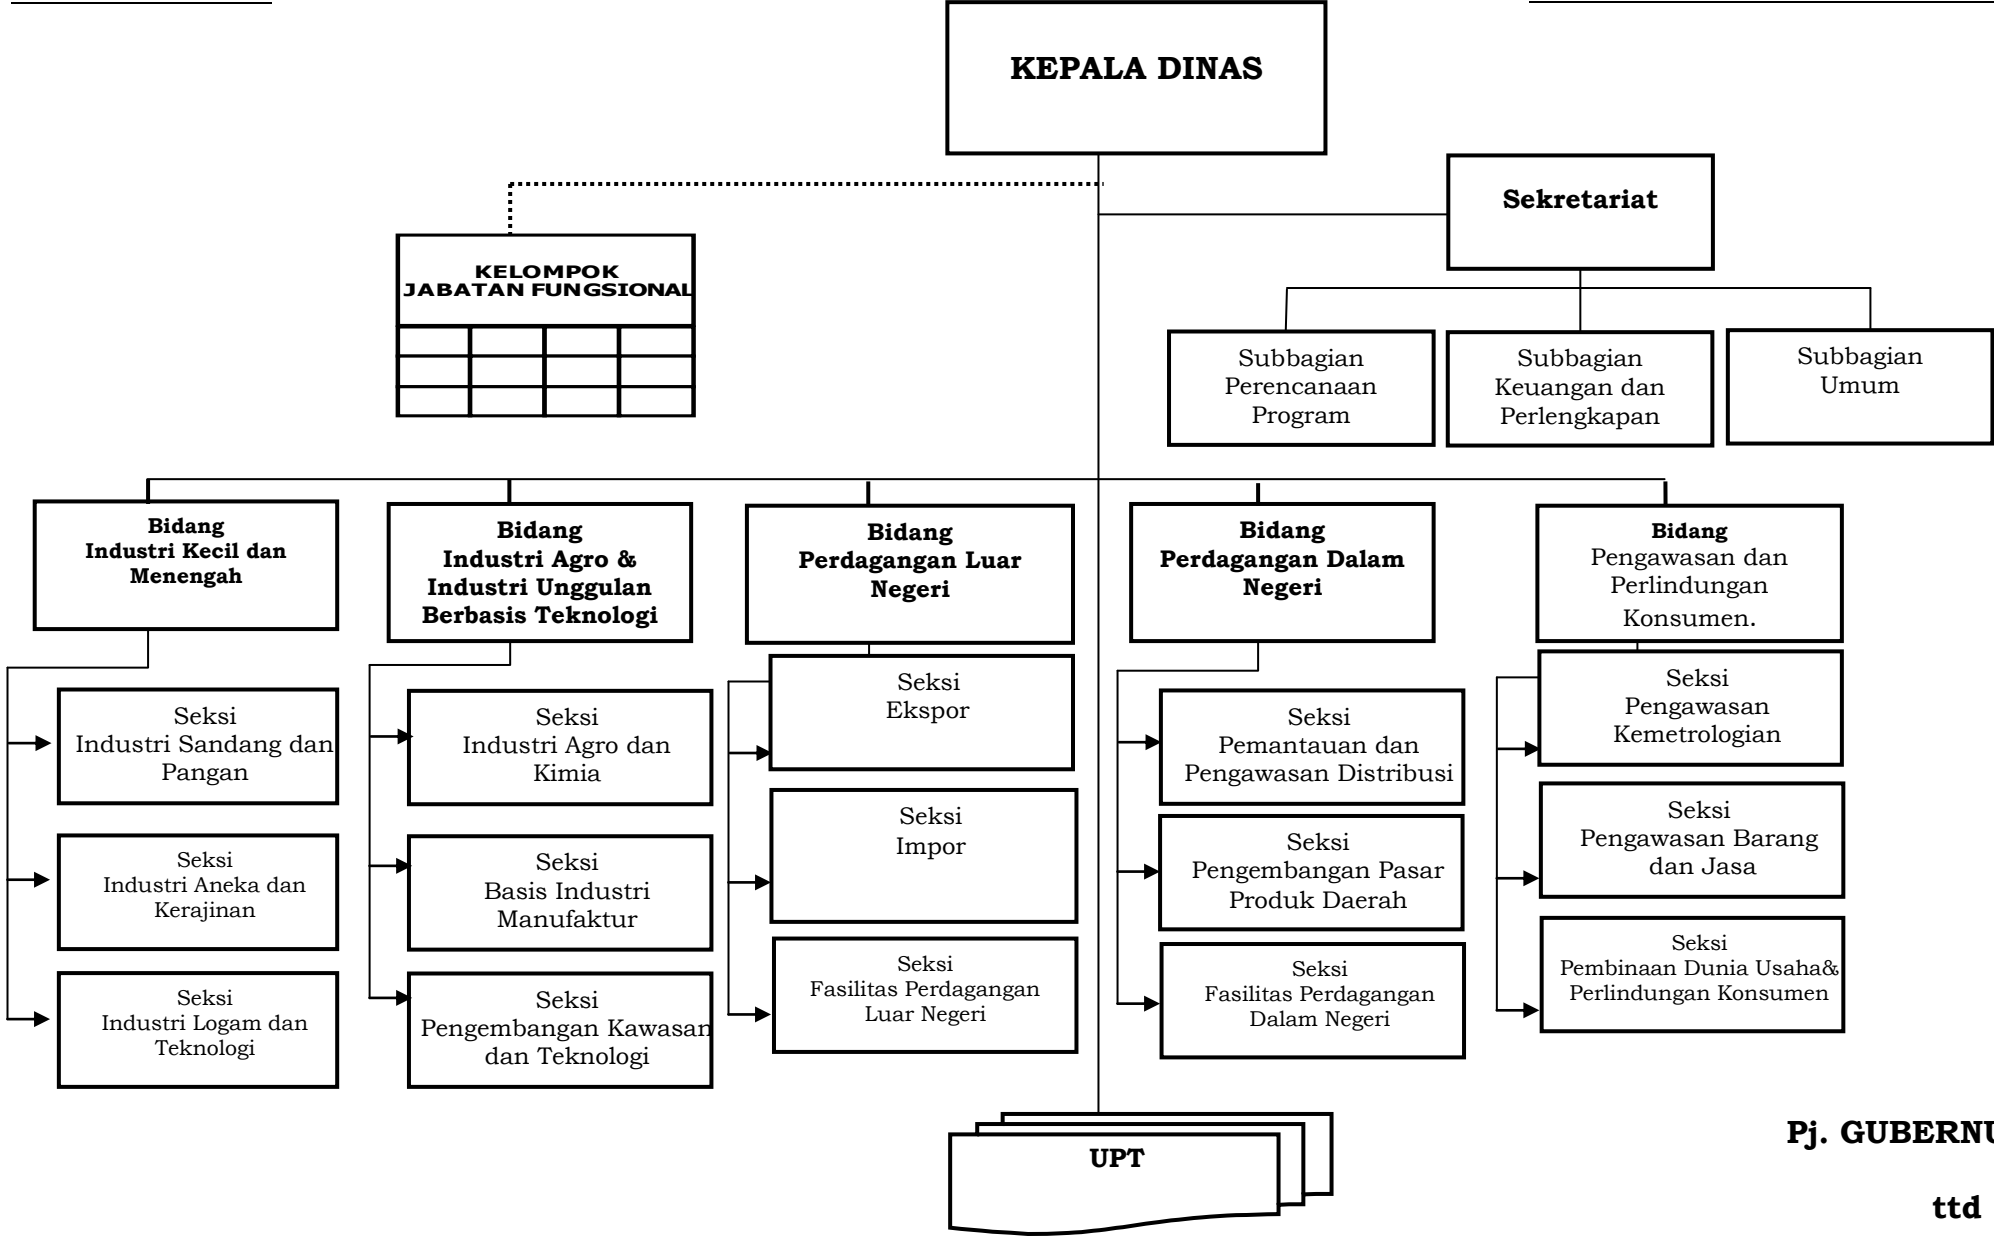 KEPALA DINAS
Sekretariat
KELOMPOK
JABATAN FUNGSIONAL
Subbagian
Perencanaan
Program
Subbagian
Keuangan dan
Perlengkapan
Subbagian
Umum
Bidang
Industri Kecil dan
Menengah
Bidang
Industri Agro &
Industri Unggulan
Berbasis Teknologi
Bidang
Perdagangan Luar
Negeri
Bidang
Perdagangan Dalam
Negeri
Bidang
Pengawasan dan
Perlindungan
Konsumen.
Seksi
Industri Sandang dan
Pangan
Seksi
Industri Agro dan
Kimia
Seksi
Ekspor
Seksi
Pemantauan dan
Pengawasan Distribusi
Seksi
Pengawasan
Kemetrologian
Seksi
Industri Aneka dan
Kerajinan
Seksi
Basis Industri
Manufaktur
Seksi
Impor
Seksi
Pengembangan Pasar
Produk Daerah
Seksi
Pengawasan Barang
dan Jasa
Seksi
Industri Logam dan
Teknologi
Seksi
Pengembangan Kawasan
dan Teknologi
Seksi
Fasilitas Perdagangan
Luar Negeri
Seksi
Fasilitas Perdagangan
Dalam Negeri
Seksi
Pembinaan Dunia Usaha&
Perlindungan Konsumen
UPT
Pj. GUBERNU
ttd